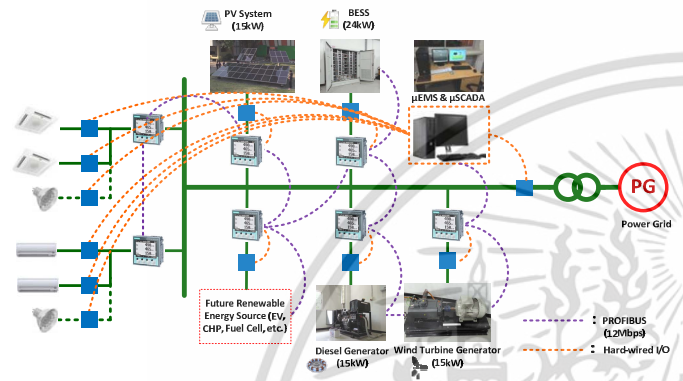 PV System
(15kW)
BESS
(24kW)
µEMS & µSCADA
PG
Power Grid
Future Renewable
Energy Source (EV,
CHP, Fuel Cell, etc.)
Diesel Generator
(15kW)
Wind Turbine Generator
(15kW)
: PROFIBUS
(12Mbps)
: Hard-wired I/O